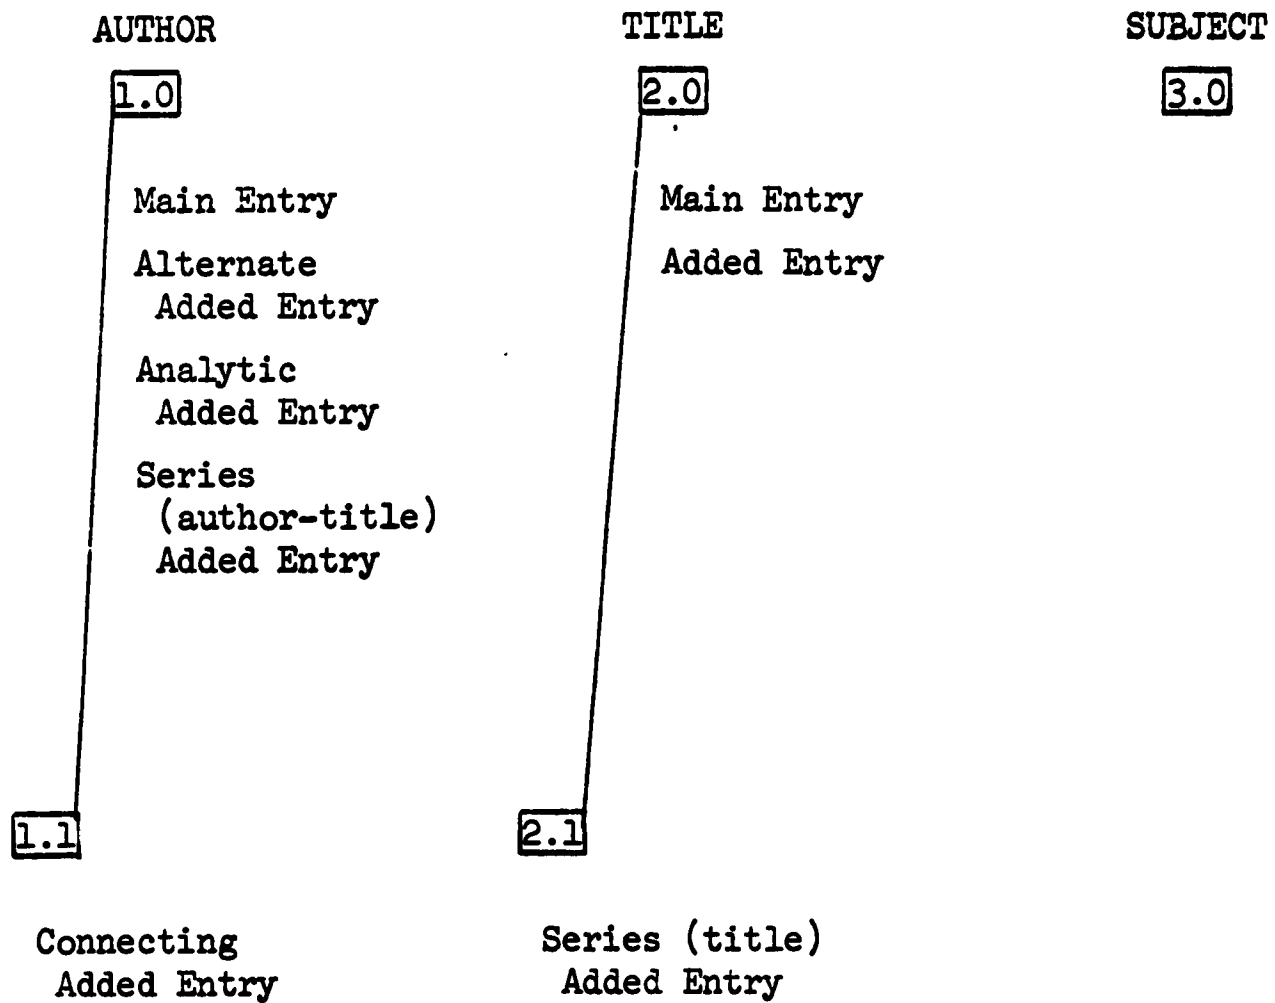 AUTHOR
1.0
Main Entry
Alternate
Added Entry
Analytic
Added Entry
Series
(author-title)
Added Entry
1.1
Connecting
Added Entry
TITLE
2.0
Main Entry
Added Entry
2.1
Series (title)
Added Entry
SUBJECT
3.0